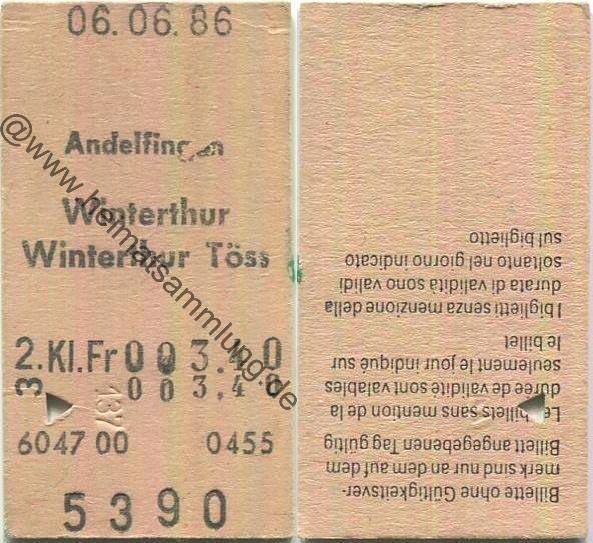 06.06.86
Andelfingen
Winterthur
Winterthur Töss
2.Kl.Fr 003.40
3 003.40
137
6047 00 0455
5390
@www.heimatsammlung.de
Billette ohne Gültigkeitsver-
merk sind nur an dem auf dem
Billett angegebenen Tag gültig
Les billets sans mention de la
durée de validité sont valables
seulement le jour indiqué sur
le billet
I biglietti senza menzione della
durata di validità sono validi
soltanto nel giorno indicato
sul biglietto